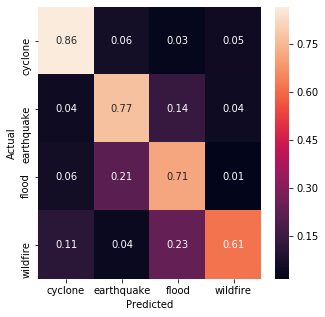 cyclone 0.86 0.06 0.03 0.05
earthquake 0.04 0.77 0.14 0.04
flood 0.06 0.21 0.71 0.01
wildfire 0.11 0.04 0.23 0.61
cyclone earthquake flood wildfire
Predicted
Actual
0.75
0.60
0.45
0.30
0.15